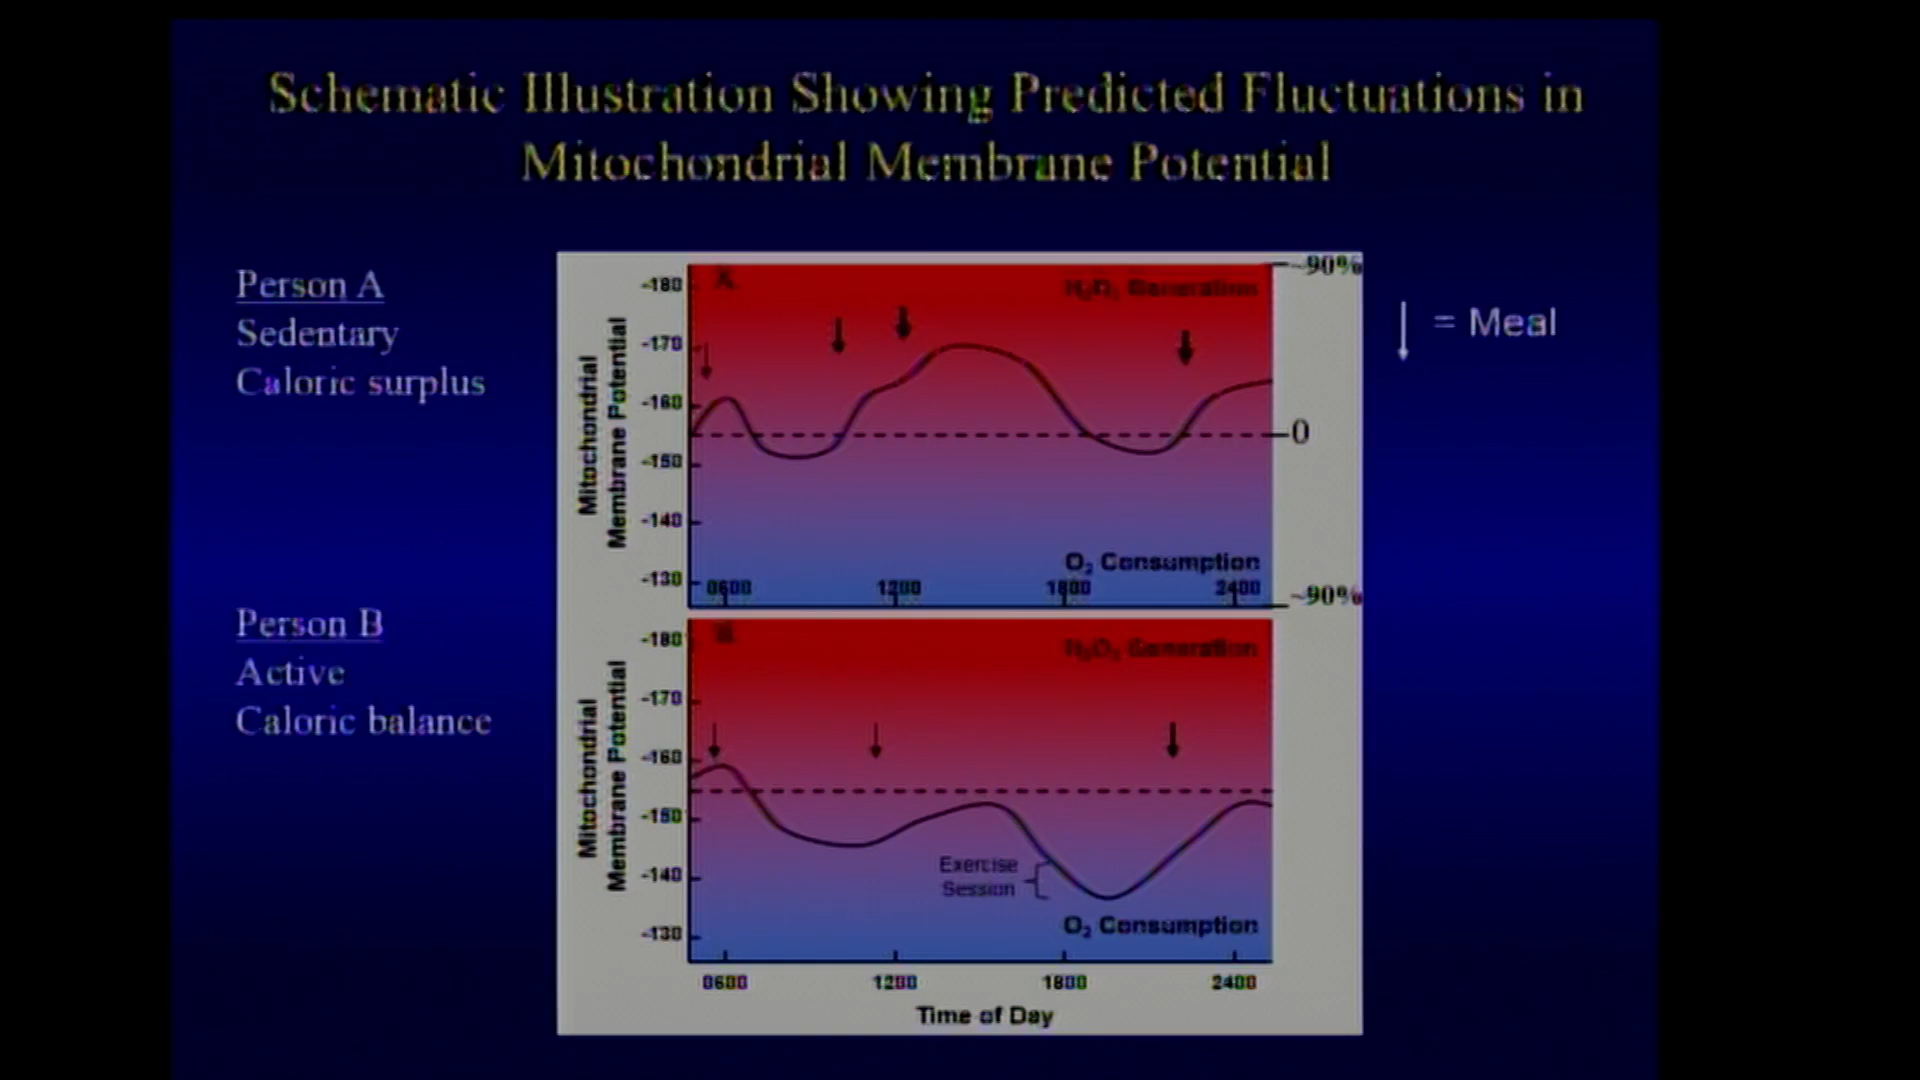 Schematic Illustration Showing Predicted Fluctuations in
Mitochondrial Membrane Potential
Person A
Sedentary
Caloric surplus
Person B
Active
Caloric balance
Mitochondrial
Membrane Potential
-180
-170
-160
-150
-140
-130
A
H₂O₂ Generation
O₂ Consumption
0600
1200
1800
2400
~90%
0
~90%
= Meal
Mitochondrial
Membrane Potential
-180
-170
-160
-150
-140
-130
B
H₂O₂ Generation
Exercise
Session
O₂ Consumption
0600
1200
1800
2400
Time of Day